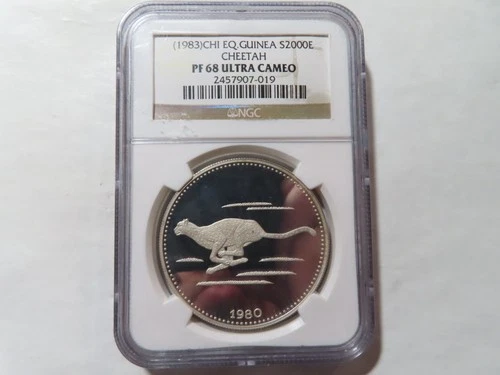 (1983)CHI EQ.GUINEA S2000E
CHEETAH
PF 68 ULTRA CAMEO
2457907-019
NGC
1980